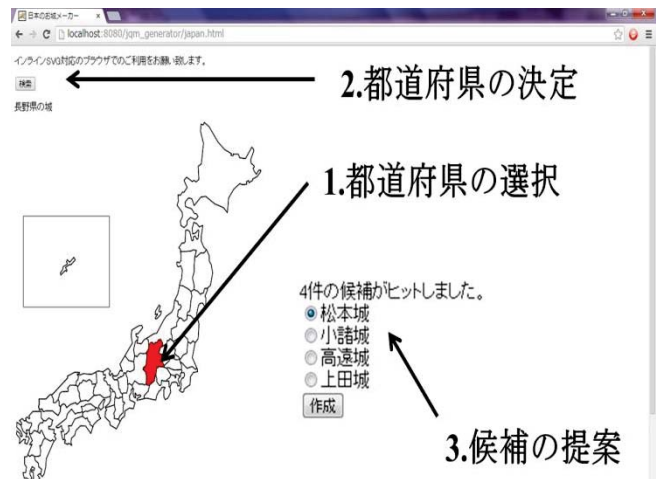 日本のお城メーカー
localhost:8080/jqm_generator/japan.html
インラインSVG対応のブラウザでのご利用をお願い致します。
検索
2.都道府県の決定
長野県の城
1.都道府県の選択
4件の候補がヒットしました。
松本城
小諸城
高遠城
上田城
作成
3.候補の提案